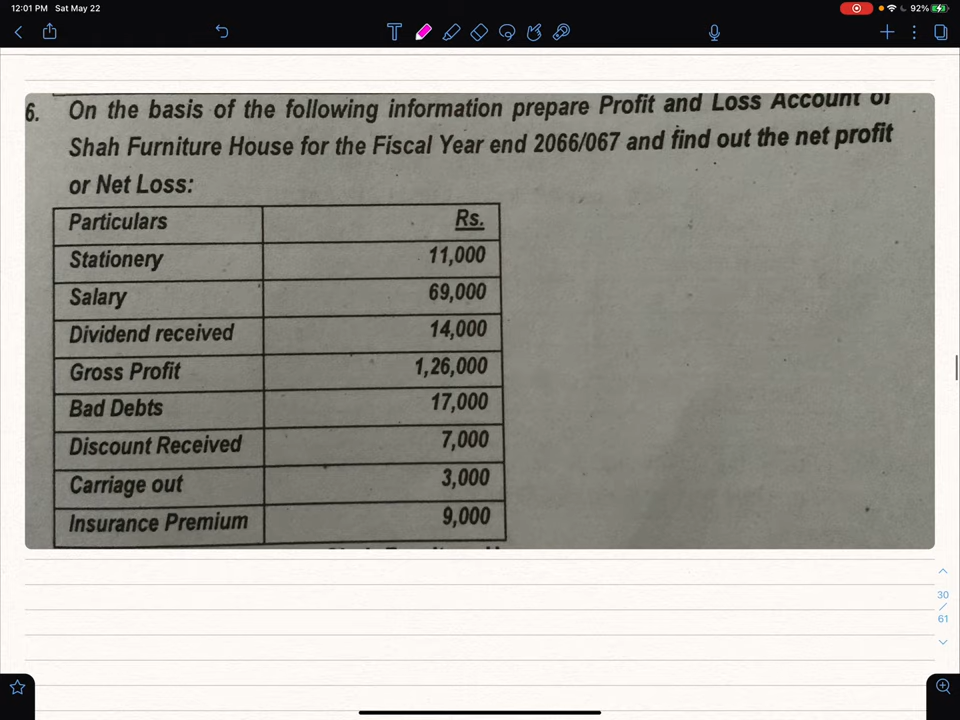 12:01 PM Sat May 22
92%
T
6. On the basis of the following information prepare Profit and Loss Account of
Shah Furniture House for the Fiscal Year end 2066/067 and find out the net profit
or Net Loss:
Particulars Rs.
Stationery 11,000
Salary 69,000
Dividend received 14,000
Gross Profit 1,26,000
Bad Debts 17,000
Discount Received 7,000
Carriage out 3,000
Insurance Premium 9,000
30
/
61